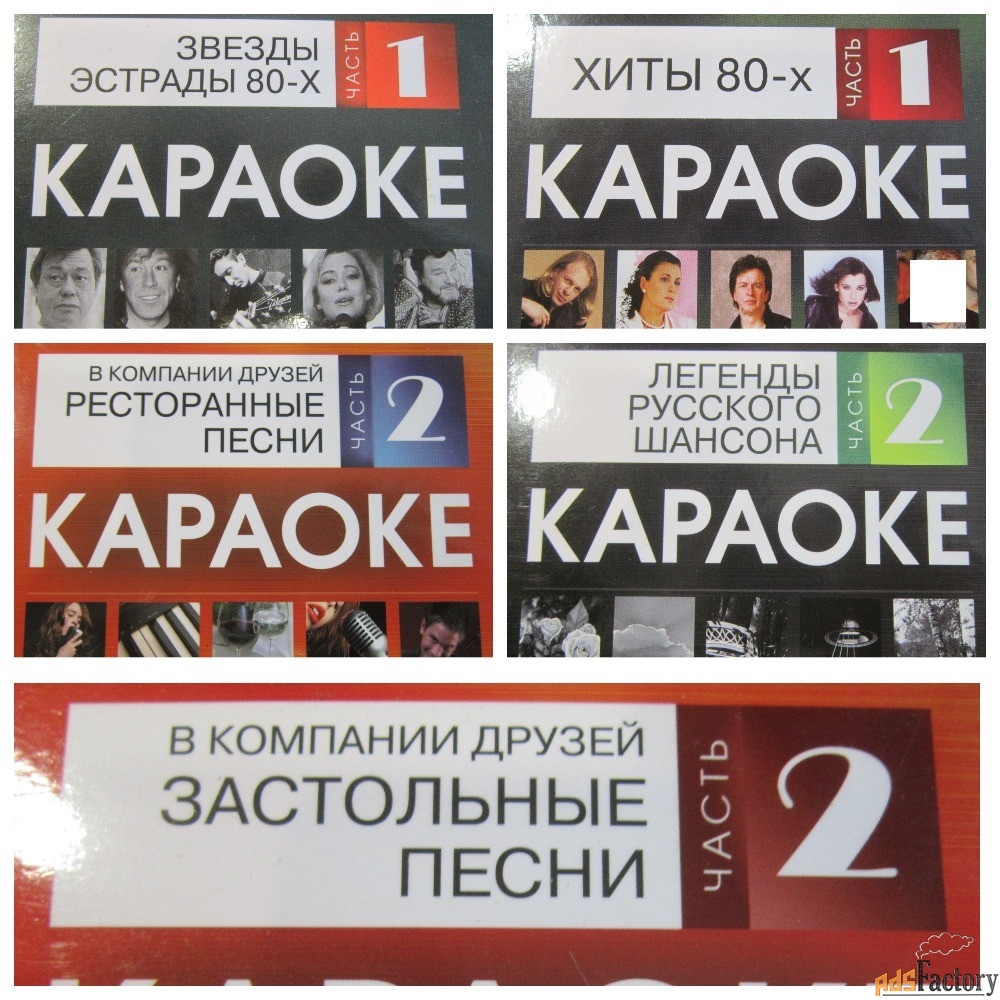 ЗВЕЗДЫ
ЭСТРАДЫ 80-Х
ЧАСТЬ
1
КАРАОКЕ
ХИТЫ 80-х
ЧАСТЬ
1
КАРАОКЕ
В КОМПАНИИ ДРУЗЕЙ
РЕСТОРАННЫЕ
ПЕСНИ
ЧАСТЬ
2
КАРАОКЕ
ЛЕГЕНДЫ
РУССКОГО
ШАНСОНА
ЧАСТЬ
2
КАРАОКЕ
В КОМПАНИИ ДРУЗЕЙ
ЗАСТОЛЬНЫЕ
ПЕСНИ
ЧАСТЬ
2
КАРАОКЕ
AdsFactory